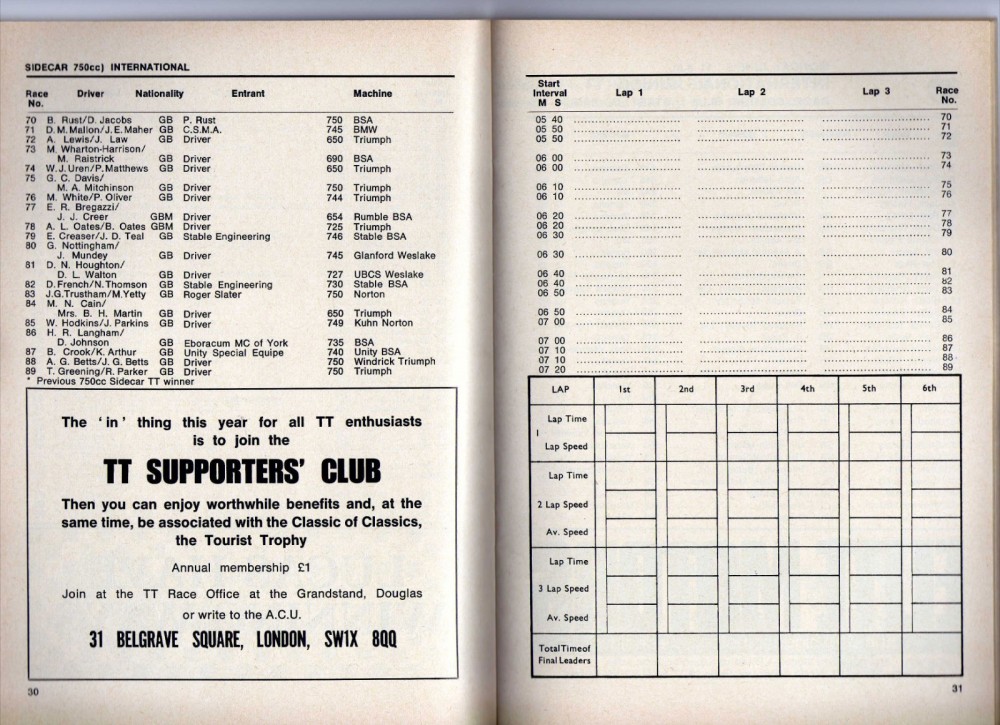 SIDECAR 750cc) INTERNATIONAL
Race No. Driver Nationality Entrant Machine
70 B. Rust/D. Jacobs GB P. Rust 750 BSA
71 D. M. Mallon/J. E. Maher GB C.S.M.A. 745 BMW
72 A. Lewis/J. Law GB Driver 650 Triumph
73 M. Wharton-Harrison/
M. Raistrick GB Driver 690 BSA
74 W. J. Uren/P. Matthews GB Driver 650 Triumph
75 G. C. Davis/
M. A. Mitchinson GB Driver 750 Triumph
76 M. White/P. Oliver GB Driver 744 Triumph
77 E. R. Bregazzi/
J. J. Creer GBM Driver 654 Rumble BSA
78 A. L. Oates/B. Oates GBM Driver 725 Triumph
79 E. Creaser/J. D. Teal GB Stable Engineering 746 Stable BSA
80 G. Nottingham/
J. Mundey GB Driver 745 Glanford Weslake
81 D. N. Houghton/
D. L. Walton GB Driver 727 UBCS Weslake
82 D. French/N. Thomson GB Stable Engineering 730 Stable BSA
83 J.G.Trustham/M.Yetty GB Roger Slater 750 Norton
84 M. N. Cain/
Mrs. B. H. Martin GB Driver 650 Triumph
85 W. Hodkins/J. Parkins GB Driver 749 Kuhn Norton
86 H. R. Langham/
D. Johnson GB Eboracum MC of York 735 BSA
87 B. Crook/K. Arthur GB Unity Special Equipe 740 Unity BSA
88 A. G. Betts/J. G. Betts GB Driver 750 Windrick Triumph
89 T. Greening/R. Parker GB Driver 750 Triumph
* Previous 750cc Sidecar TT winner
The 'in' thing this year for all TT enthusiasts
is to join the
TT SUPPORTERS' CLUB
Then you can enjoy worthwhile benefits and, at the
same time, be associated with the Classic of Classics,
the Tourist Trophy
Annual membership £1
Join at the TT Race Office at the Grandstand, Douglas
or write to the A.C.U.
31 BELGRAVE SQUARE, LONDON, SW1X 8QQ
30
Start Interval M S Lap 1 Lap 2 Lap 3 Race No.
05 40 70
05 50 71
05 50 72
06 00 73
06 00 74
06 10 75
06 10 76
06 20 77
06 20 78
06 30 79
06 30 80
06 40 81
06 40 82
06 50 83
06 50 84
07 00 85
07 00 86
07 10 87
07 10 88
07 20 89
LAP 1st 2nd 3rd 4th 5th 6th
Lap Time
1
Lap Speed
Lap Time
2 Lap Speed
Av. Speed
Lap Time
3 Lap Speed
Av. Speed
Total Time of
Final Leaders
31